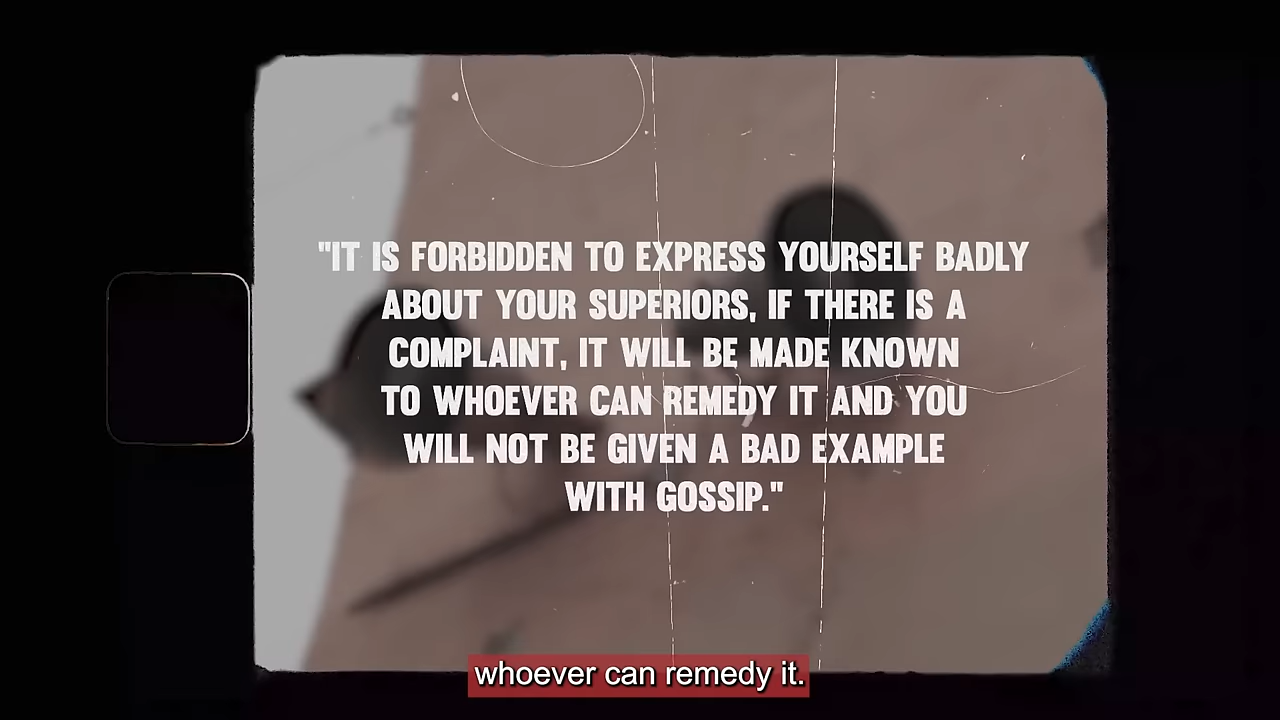 "IT IS FORBIDDEN TO EXPRESS YOURSELF BADLY
ABOUT YOUR SUPERIORS, IF THERE IS A
COMPLAINT, IT WILL BE MADE KNOWN
TO WHOEVER CAN REMEDY IT AND YOU
WILL NOT BE GIVEN A BAD EXAMPLE
WITH GOSSIP."
whoever can remedy it.